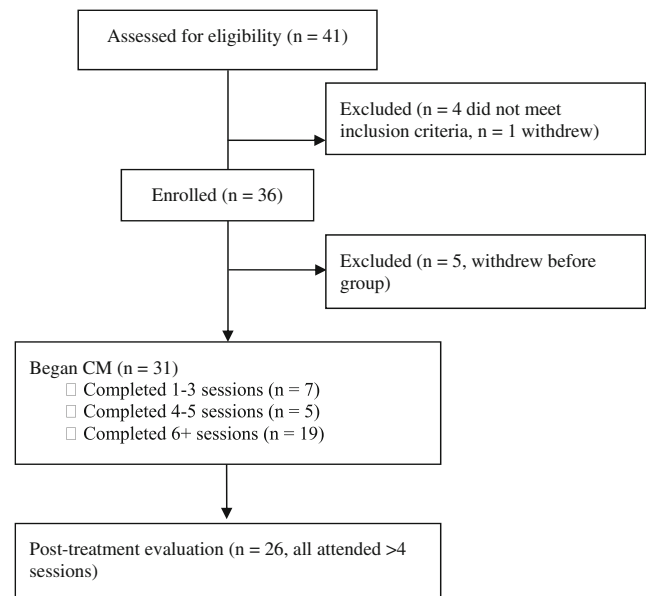 Assessed for eligibility (n = 41)
Excluded (n = 4 did not meet
inclusion criteria, n = 1 withdrew)
Enrolled (n = 36)
Excluded (n = 5, withdrew before
group)
Began CM (n = 31)
Completed 1-3 sessions (n = 7)
Completed 4-5 sessions (n = 5)
Completed 6+ sessions (n = 19)
Post-treatment evaluation (n = 26, all attended >4
sessions)